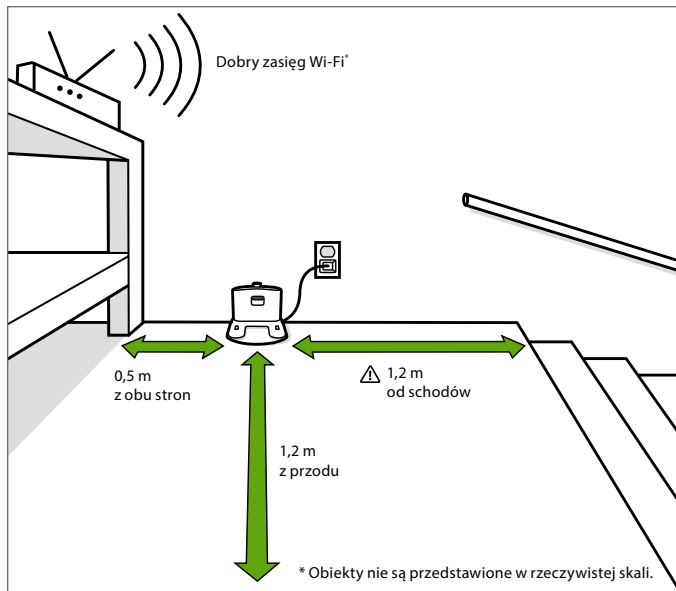 Dobry zasięg Wi-Fi*
0,5 m
z obu stron
⚠ 1,2 m
od schodów
1,2 m
z przodu
* Obiekty nie są przedstawione w rzeczywistej skali.